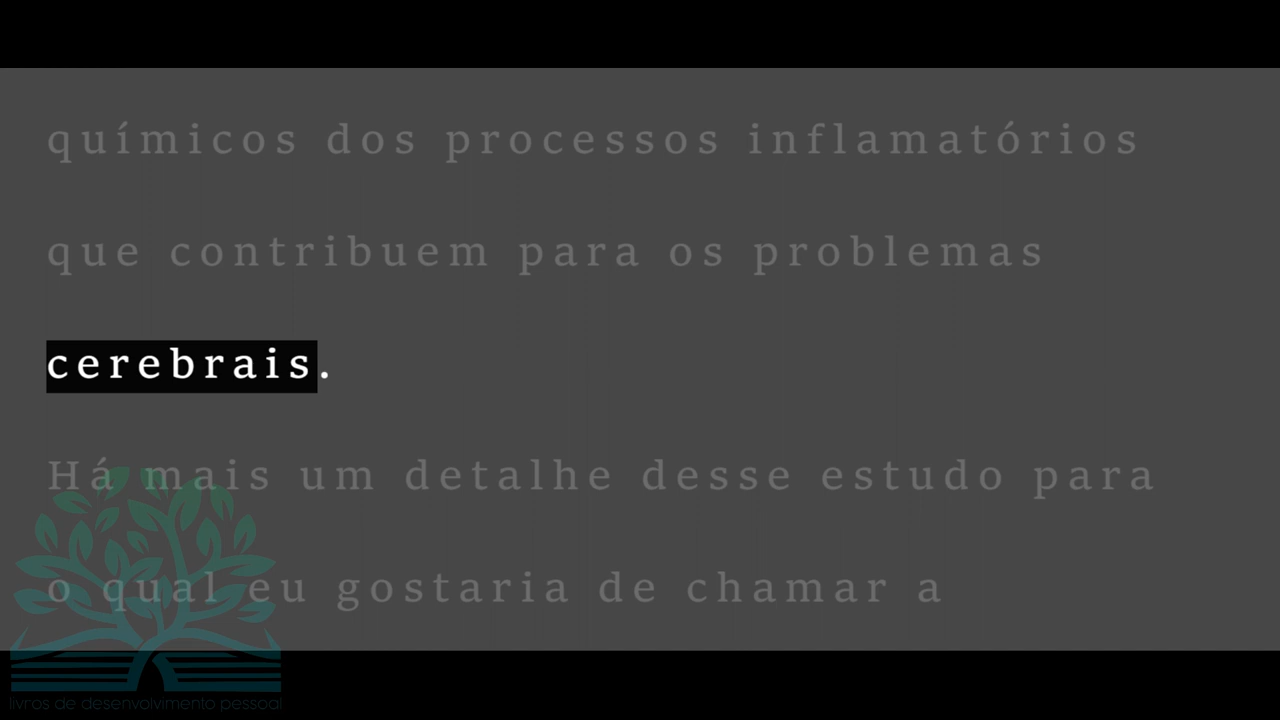 químicos dos processos inflamatórios
que contribuem para os problemas
cerebrais.
Há mais um detalhe desse estudo para
o qual eu gostaria de chamar a
livros de desenvolvimento pessoal